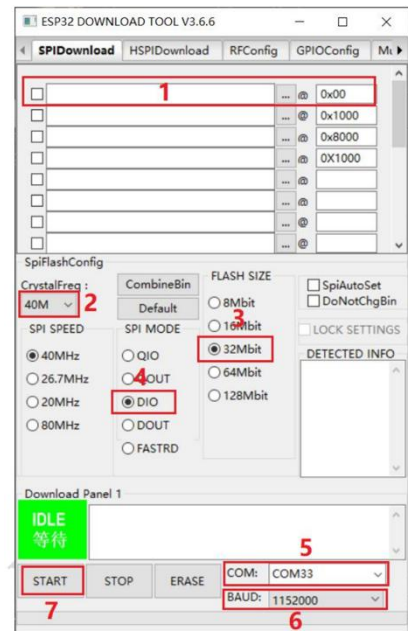 ESP32 DOWNLOAD TOOL V3.6.6
SPIDownload HSPIDownload RFConfig GPIOConfig
1
... @ 0x00
... @ 0x1000
... @ 0x8000
... @ 0X1000
... @
... @
... @
SpiFlashConfig
CrystalFreq :
40M
2
CombineBin
Default
SPI SPEED
40MHz
26.7MHz
20MHz
80MHz
SPI MODE
QIO
4
DIO
DOUT
FASTRD
FLASH SIZE
8Mbit
3
32Mbit
64Mbit
128Mbit
SpiAutoSet
DoNotChgBin
LOCK SETTINGS
DETECTED INFO
Download Panel 1
IDLE
等待
5
START STOP ERASE
COM: COM33
BAUD: 1152000
7
6